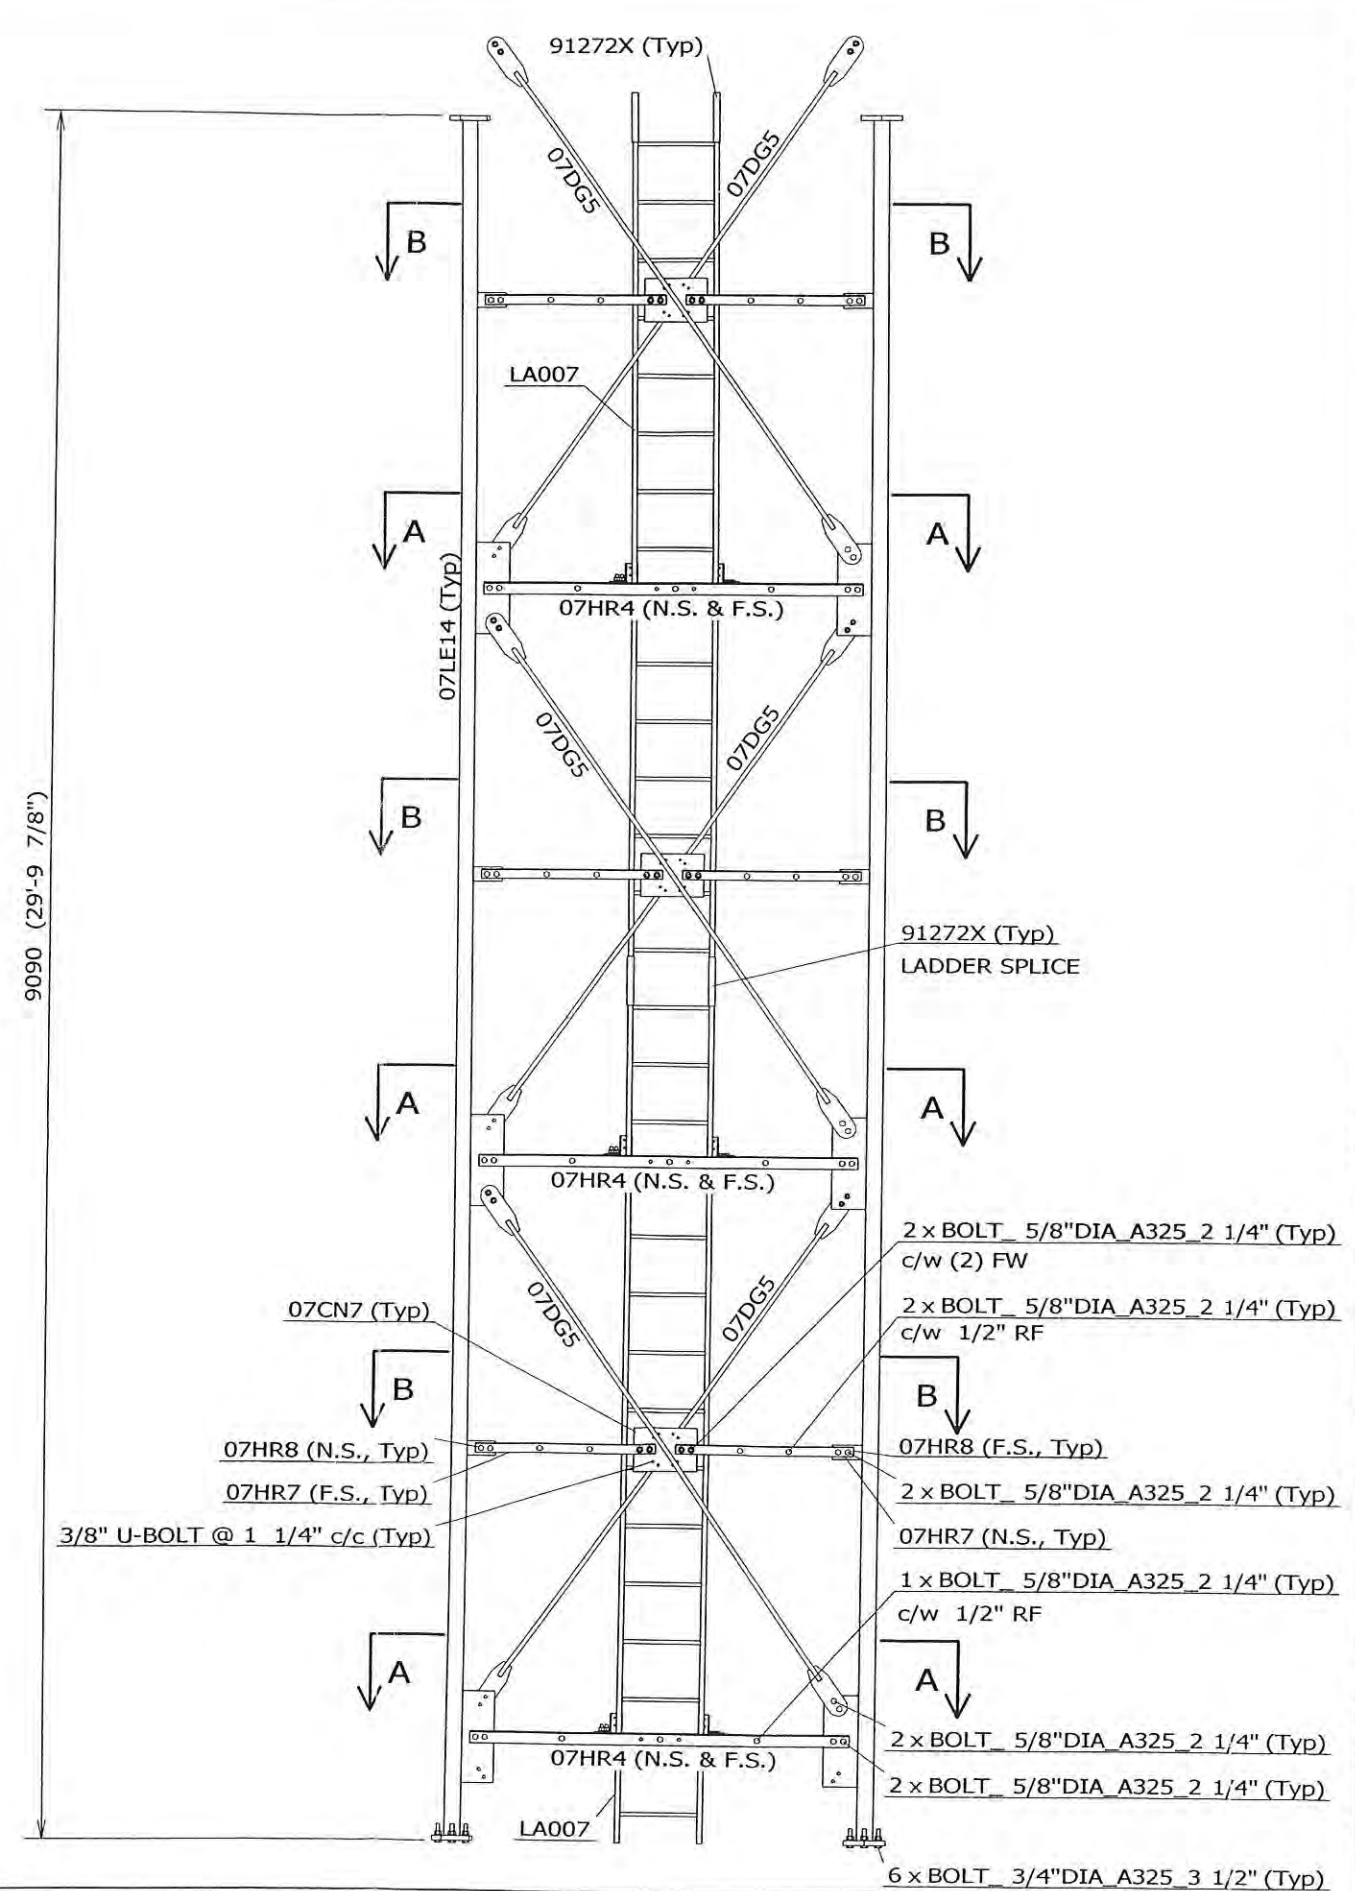 91272X (Typ)
07DG5
07DG5
B
B
LA007
A
A
07LE14 (Typ)
07HR4 (N.S. & F.S.)
07DG5
07DG5
B
B
9090 (29'-9 7/8")
91272X (Typ)
LADDER SPLICE
A
A
07HR4 (N.S. & F.S.)
2 x BOLT_ 5/8"DIA_A325_2 1/4" (Typ)
c/w (2) FW
07CN7 (Typ)
07DG5
07DG5
2 x BOLT_ 5/8"DIA_A325_2 1/4" (Typ)
c/w 1/2" RF
B
B
07HR8 (N.S., Typ)
07HR8 (F.S., Typ)
07HR7 (F.S., Typ)
2 x BOLT_ 5/8"DIA_A325_2 1/4" (Typ)
3/8" U-BOLT @ 1 1/4" c/c (Typ)
07HR7 (N.S., Typ)
1 x BOLT_ 5/8"DIA_A325_2 1/4" (Typ)
c/w 1/2" RF
A
A
2 x BOLT_ 5/8"DIA_A325_2 1/4" (Typ)
07HR4 (N.S. & F.S.)
2 x BOLT_ 5/8"DIA_A325_2 1/4" (Typ)
LA007
6 x BOLT_ 3/4"DIA_A325_3 1/2" (Typ)